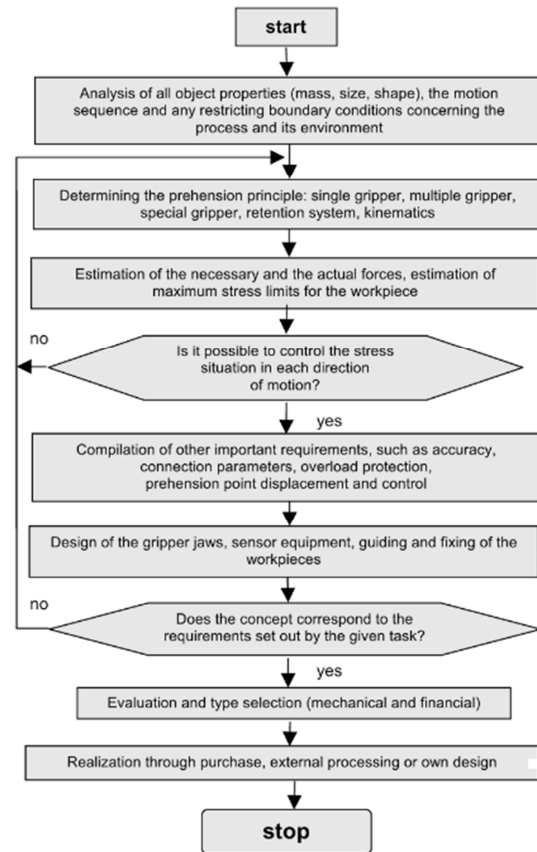 start
Analysis of all object properties (mass, size, shape), the motion
sequence and any restricting boundary conditions concerning the
process and its environment
Determining the prehension principle: single gripper, multiple gripper,
special gripper, retention system, kinematics
Estimation of the necessary and the actual forces, estimation of
maximum stress limits for the workpiece
no
Is it possible to control the stress
situation in each direction
of motion?
yes
Compilation of other important requirements, such as accuracy,
connection parameters, overload protection,
prehension point displacement and control
Design of the gripper jaws, sensor equipment, guiding and fixing of the
workpieces
no
Does the concept correspond to the
requirements set out by the given task?
yes
Evaluation and type selection (mechanical and financial)
Realization through purchase, external processing or own design
stop